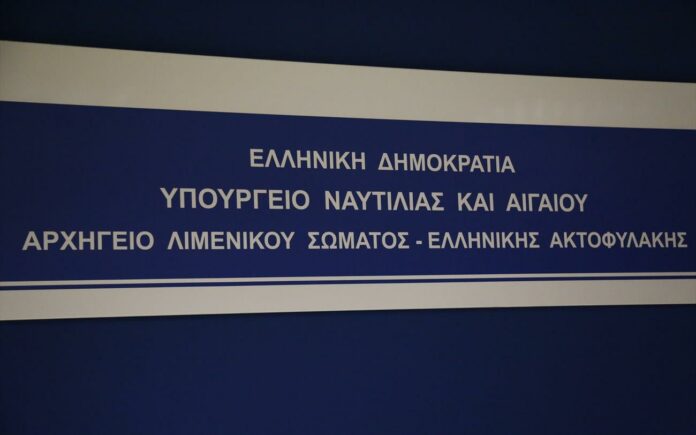 ΕΛΛΗΝΙΚΗ ΔΗΜΟΚΡΑΤΙΑ
ΥΠΟΥΡΓΕΙΟ ΝΑΥΤΙΛΙΑΣ ΚΑΙ ΑΙΓΑΙΟΥ
ΑΡΧΗΓΕΙΟ ΛΙΜΕΝΙΚΟΥ ΣΩΜΑΤΟΣ - ΕΛΛΗΝΙΚΗΣ ΑΚΤΟΦΥΛΑΚΗΣ